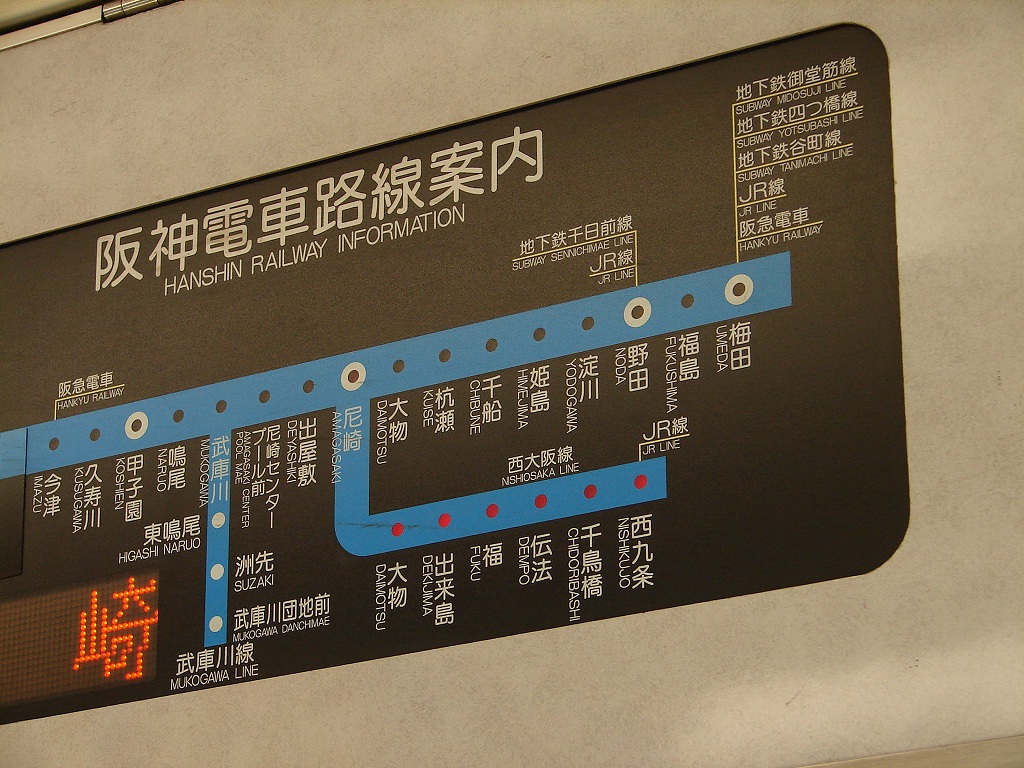 阪神電車路線案内
HANSHIN RAILWAY INFORMATION
地下鉄御堂筋線
SUBWAY MIDOSUJI LINE
地下鉄四つ橋線
SUBWAY YOTSUBASHI LINE
地下鉄谷町線
SUBWAY TANIMACHI LINE
JR線
JR LINE
阪急電車
HANKYU RAILWAY
地下鉄千日前線
SUBWAY SENNICHIMAE LINE
JR線
JR LINE
阪急電車
HANKYU RAILWAY
今津
IMAZU
久寿川
KUSUGAWA
甲子園
KOSHIEN
鳴尾
NARUO
武庫川
MUKOGAWA
尼崎センター
プール前
AMAGASAKI CENTER
POOL MAE
出屋敷
DEYASHIKI
尼崎
AMAGASAKI
大物
DAIMOTSU
杭瀬
KUISE
千船
CHIBUNE
姫島
HIMEJIMA
淀川
YODOGAWA
野田
NODA
福島
FUKUSHIMA
梅田
UMEDA
JR線
JR LINE
西大阪線
NISHIOSAKA LINE
大物
DAIMOTSU
出来島
DEKIJIMA
福
FUKU
伝法
DEMPO
千鳥橋
CHIDORIBASHI
西九条
NISHIKUJO
東鳴尾
HIGASHI NARUO
洲先
SUZAKI
武庫川団地前
MUKOGAWA DANCHIMAE
武庫川線
MUKOGAWA LINE
崎